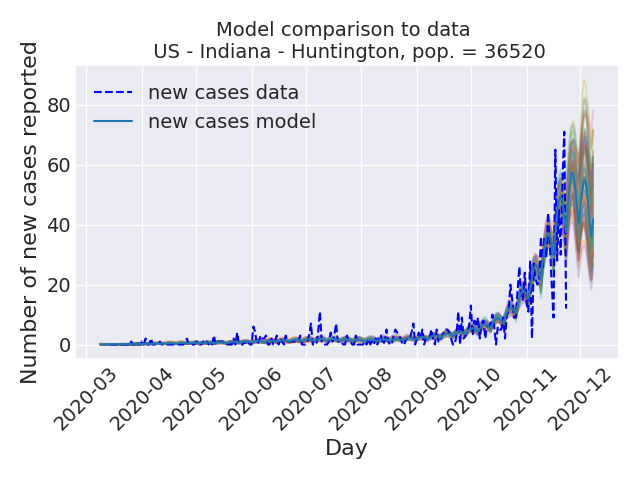 Model comparison to data
US - Indiana - Huntington, pop. = 36520
Number of new cases reported
new cases data
new cases model
80
60
40
20
0
2020-03
2020-04
2020-05
2020-06
2020-07
2020-08
2020-09
2020-10
2020-11
2020-12
Day